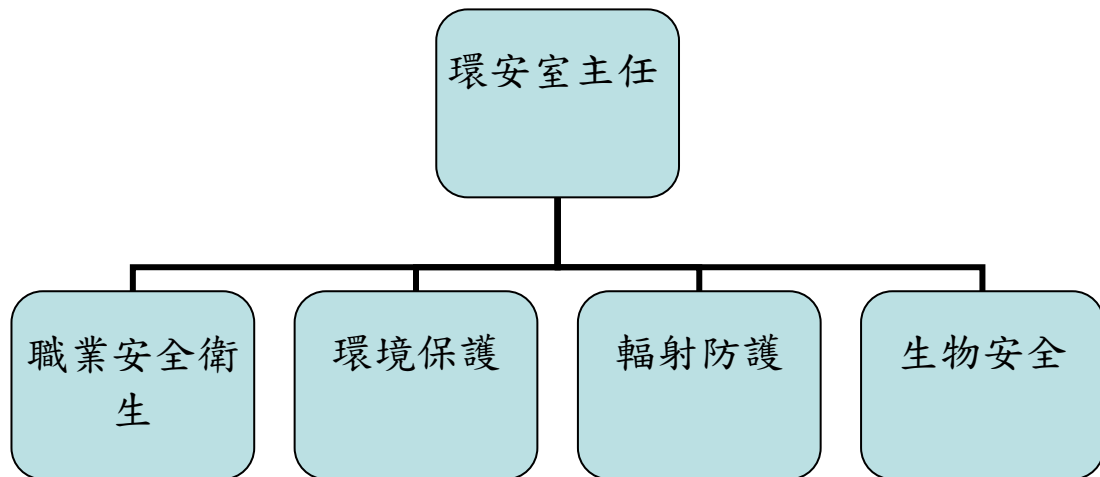 環安室主任
職業安全衛
生
環境保護
輻射防護
生物安全